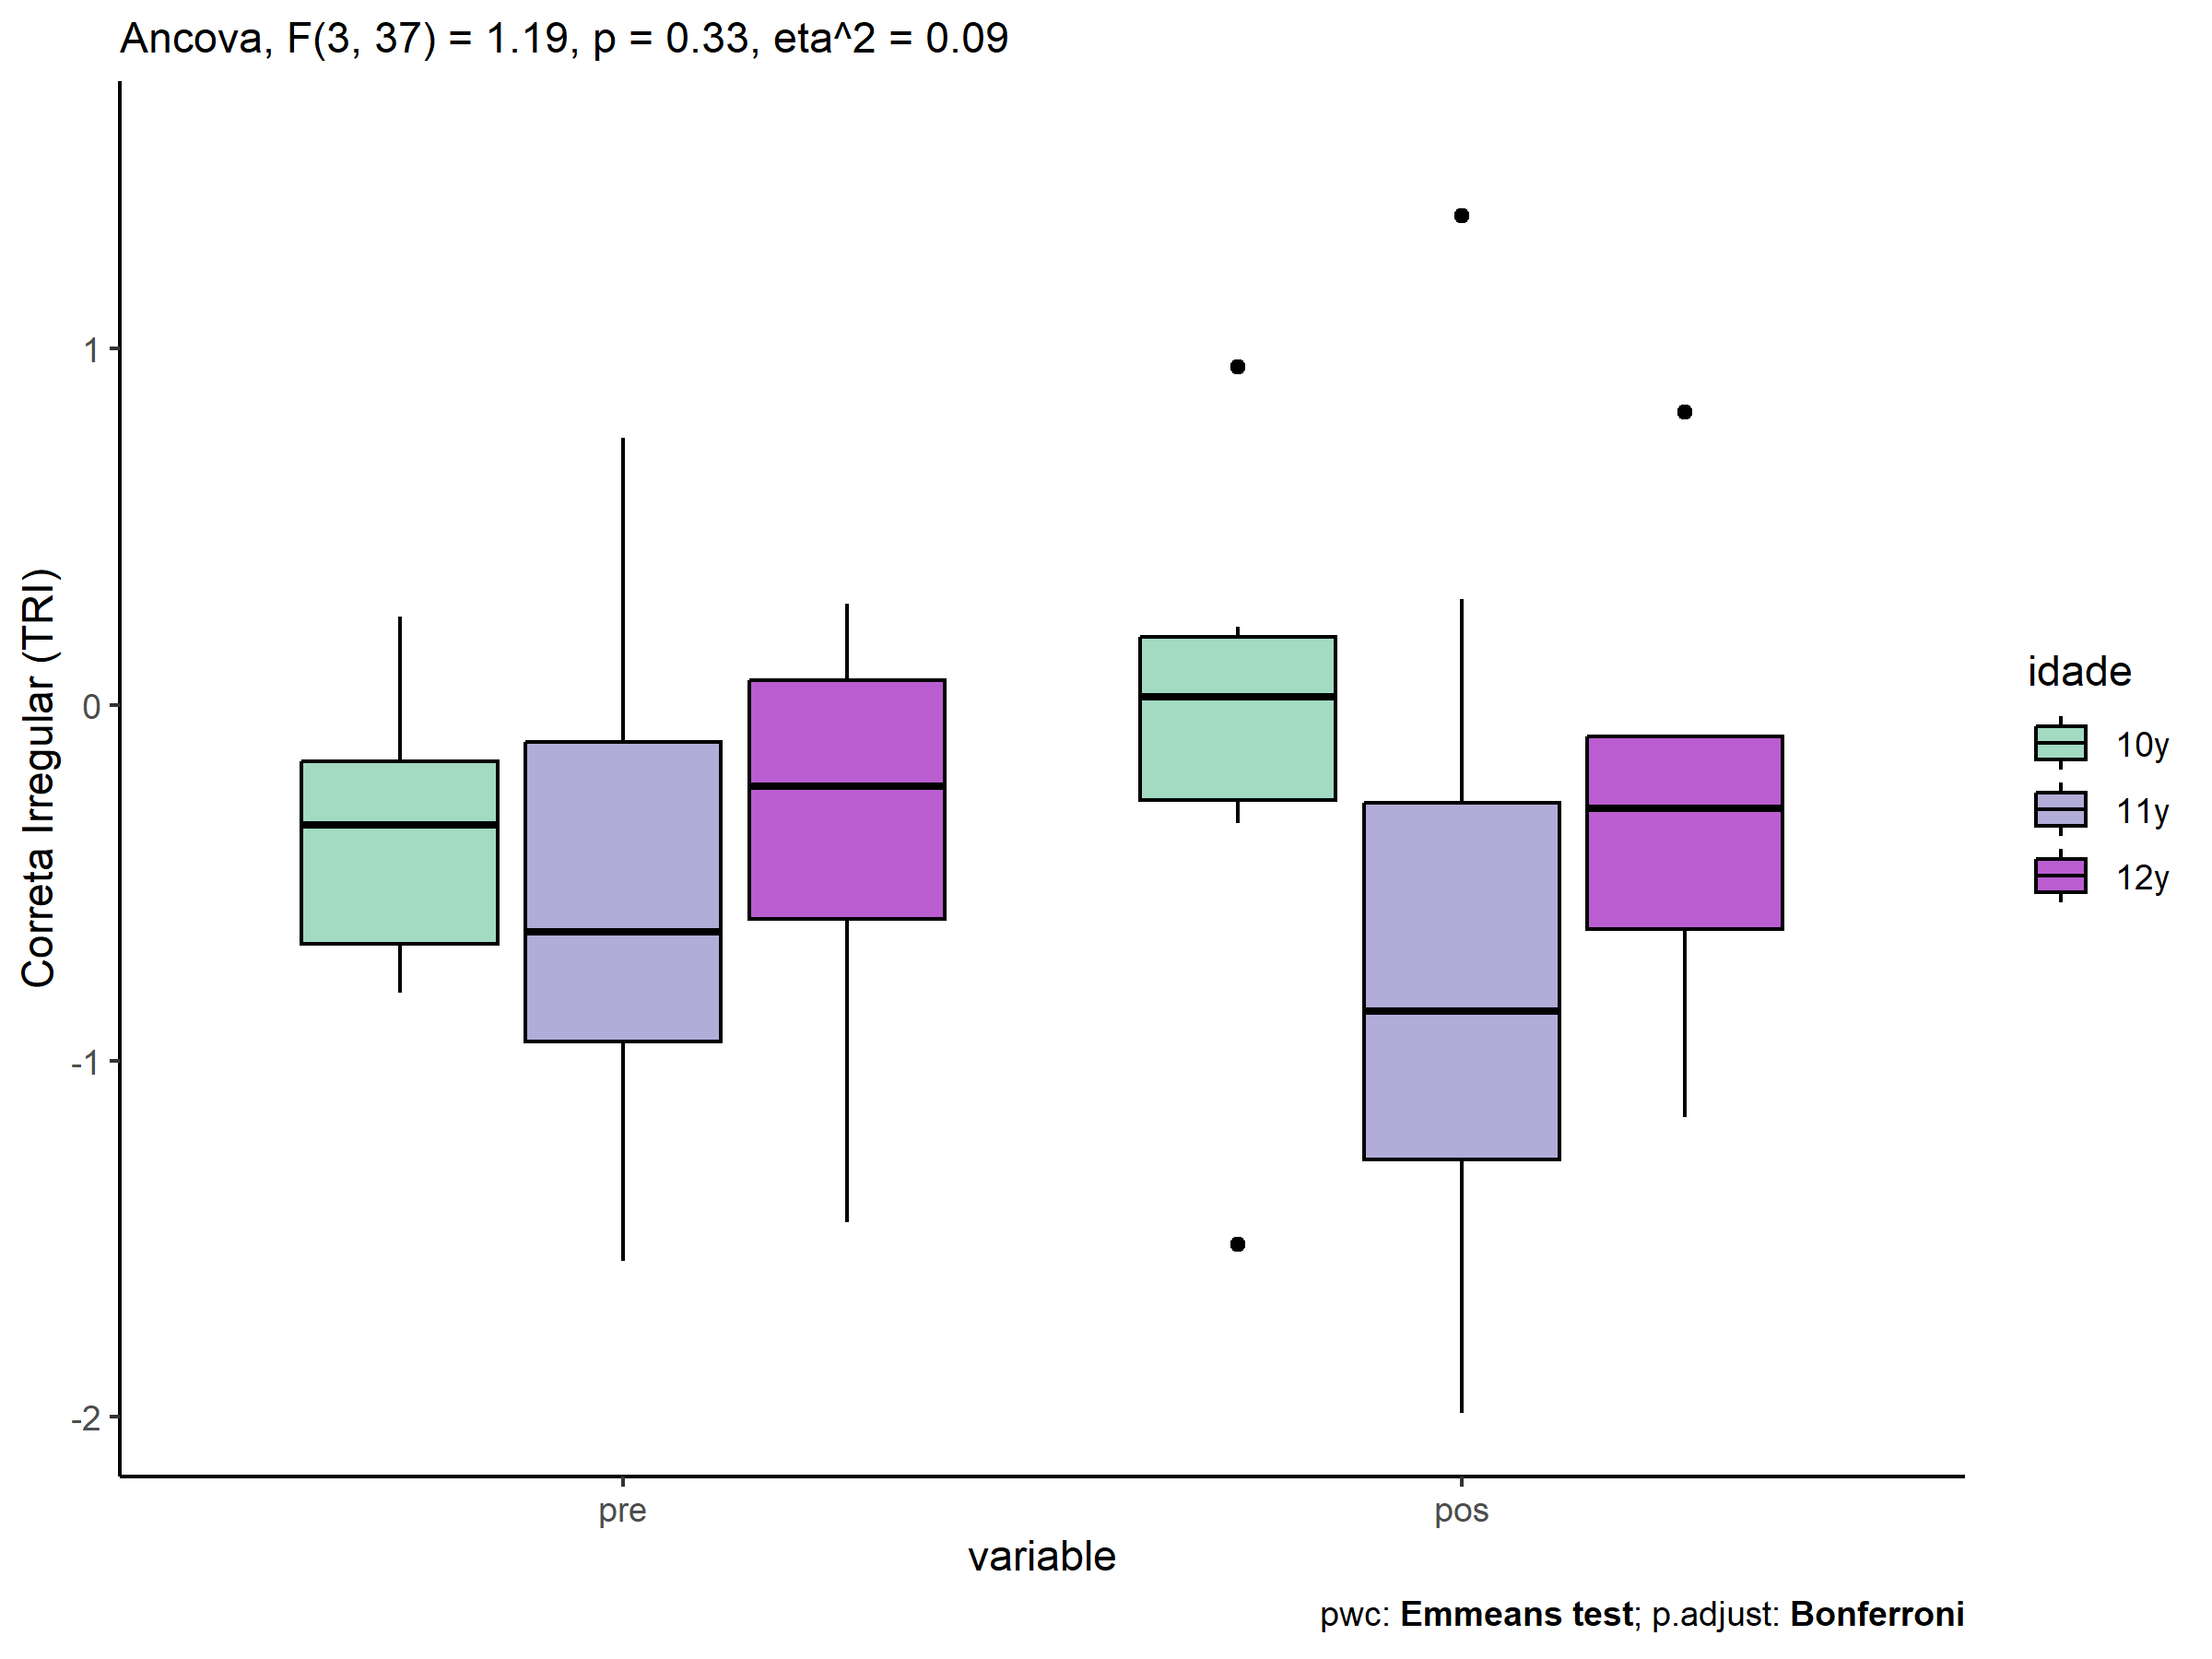 Ancova, F(3, 37) = 1.19, p = 0.33, eta^2 = 0.09
Correta Irregular (TRI)
1
0
-1
-2
pre
pos
variable
idade
10y
11y
12y
pwc: Emmeans test; p.adjust: Bonferroni